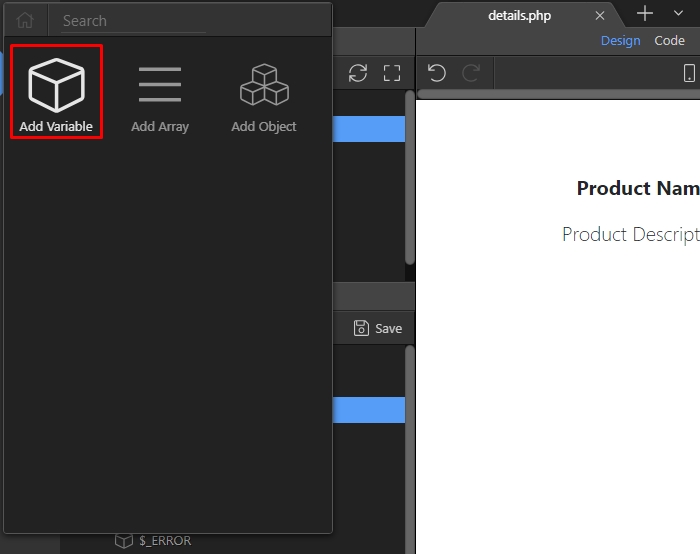 details.php
Search
Design Code
Add Variable Add Array Add Object
Product Nam
Product Descript
Save
$_ERROR